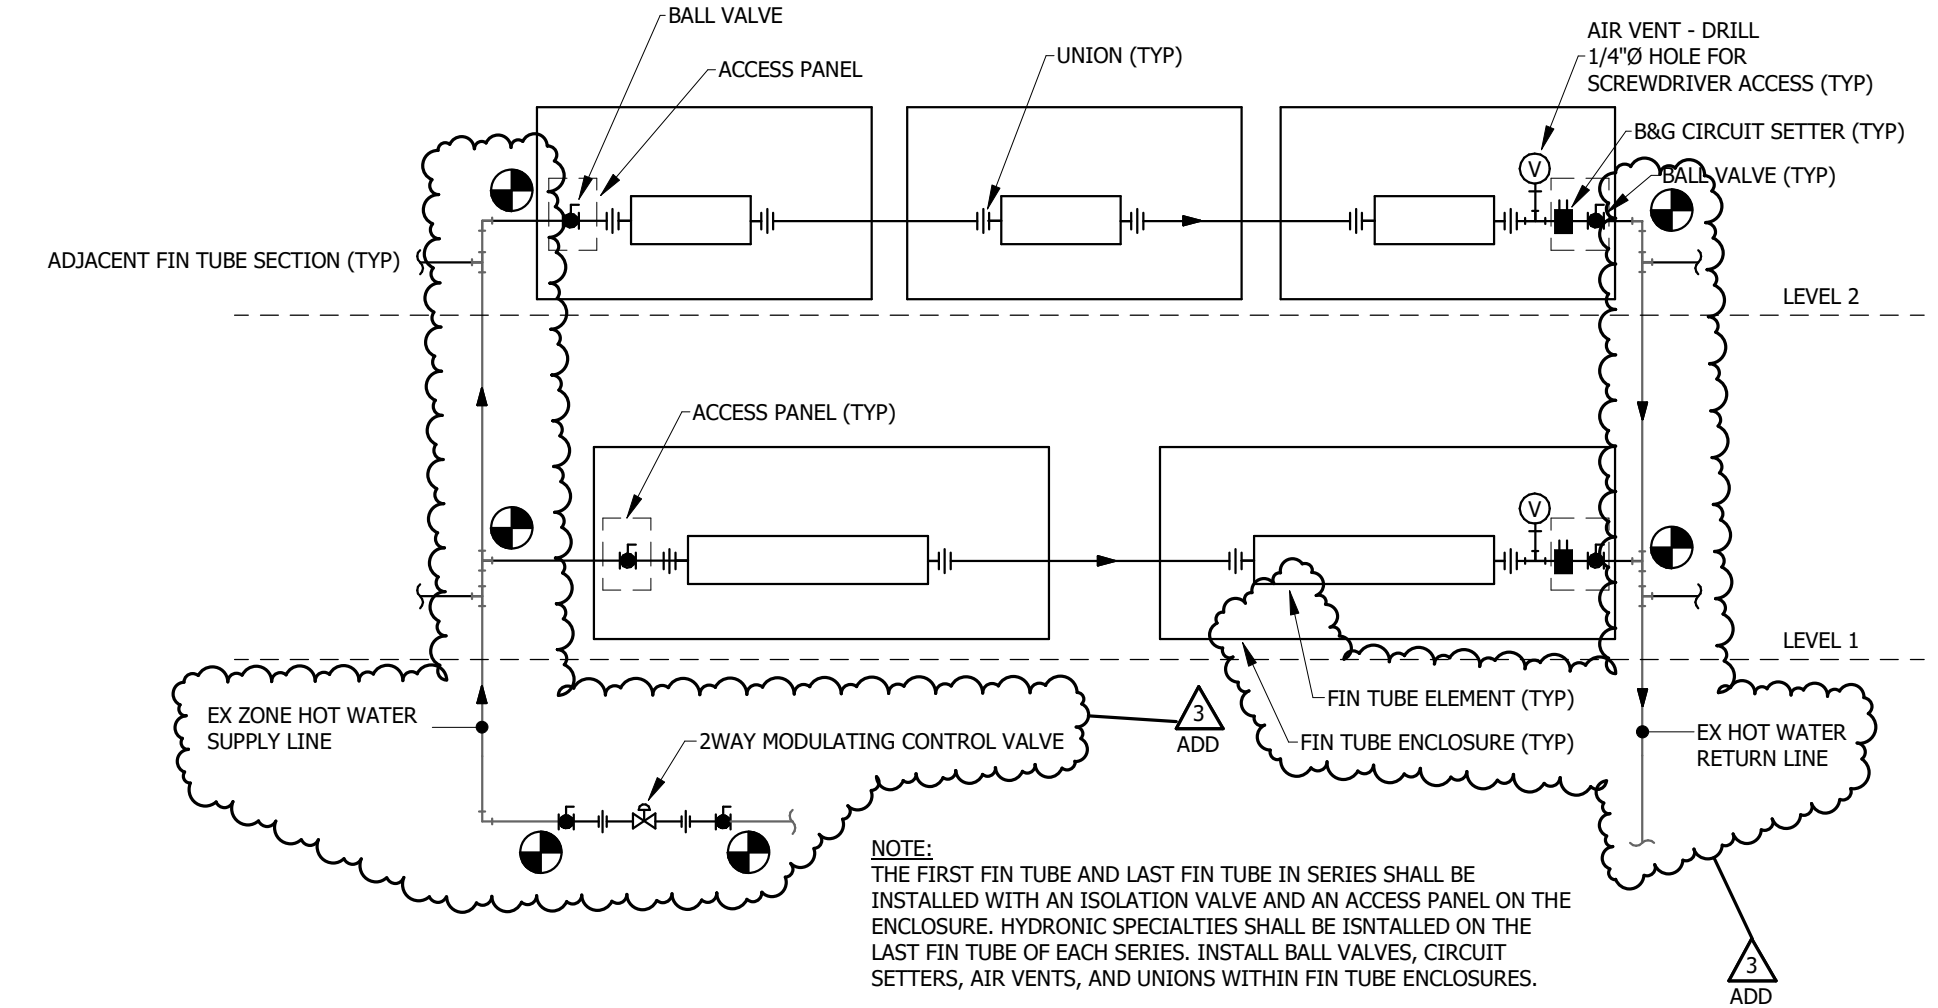 BALL VALVE
ACCESS PANEL
UNION (TYP)
AIR VENT - DRILL
1/4"Ø HOLE FOR
SCREWDRIVER ACCESS (TYP)
B&G CIRCUIT SETTER (TYP)
BALL VALVE (TYP)
V
ADJACENT FIN TUBE SECTION (TYP)
LEVEL 2
ACCESS PANEL (TYP)
V
LEVEL 1
FIN TUBE ELEMENT (TYP)
FIN TUBE ENCLOSURE (TYP)
EX ZONE HOT WATER
SUPPLY LINE
2WAY MODULATING CONTROL VALVE
3
ADD
EX HOT WATER
RETURN LINE
NOTE:
THE FIRST FIN TUBE AND LAST FIN TUBE IN SERIES SHALL BE
INSTALLED WITH AN ISOLATION VALVE AND AN ACCESS PANEL ON THE
ENCLOSURE. HYDRONIC SPECIALTIES SHALL BE ISNTALLED ON THE
LAST FIN TUBE OF EACH SERIES. INSTALL BALL VALVES, CIRCUIT
SETTERS, AIR VENTS, AND UNIONS WITHIN FIN TUBE ENCLOSURES.
3
ADD